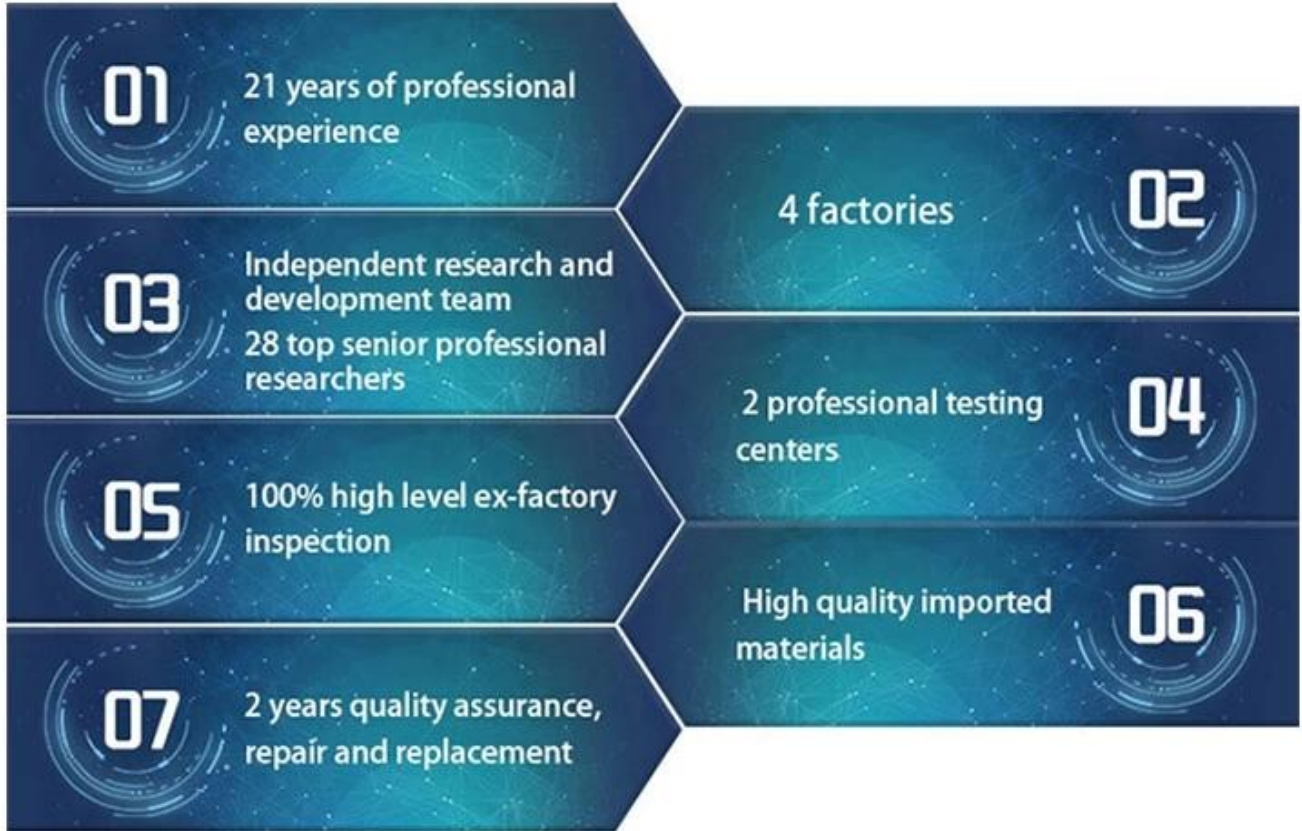 01
21 years of professional
experience
02
4 factories
03
Independent research and
development team
28 top senior professional
researchers
04
2 professional testing
centers
05
100% high level ex-factory
inspection
06
High quality imported
materials
07
2 years quality assurance,
repair and replacement